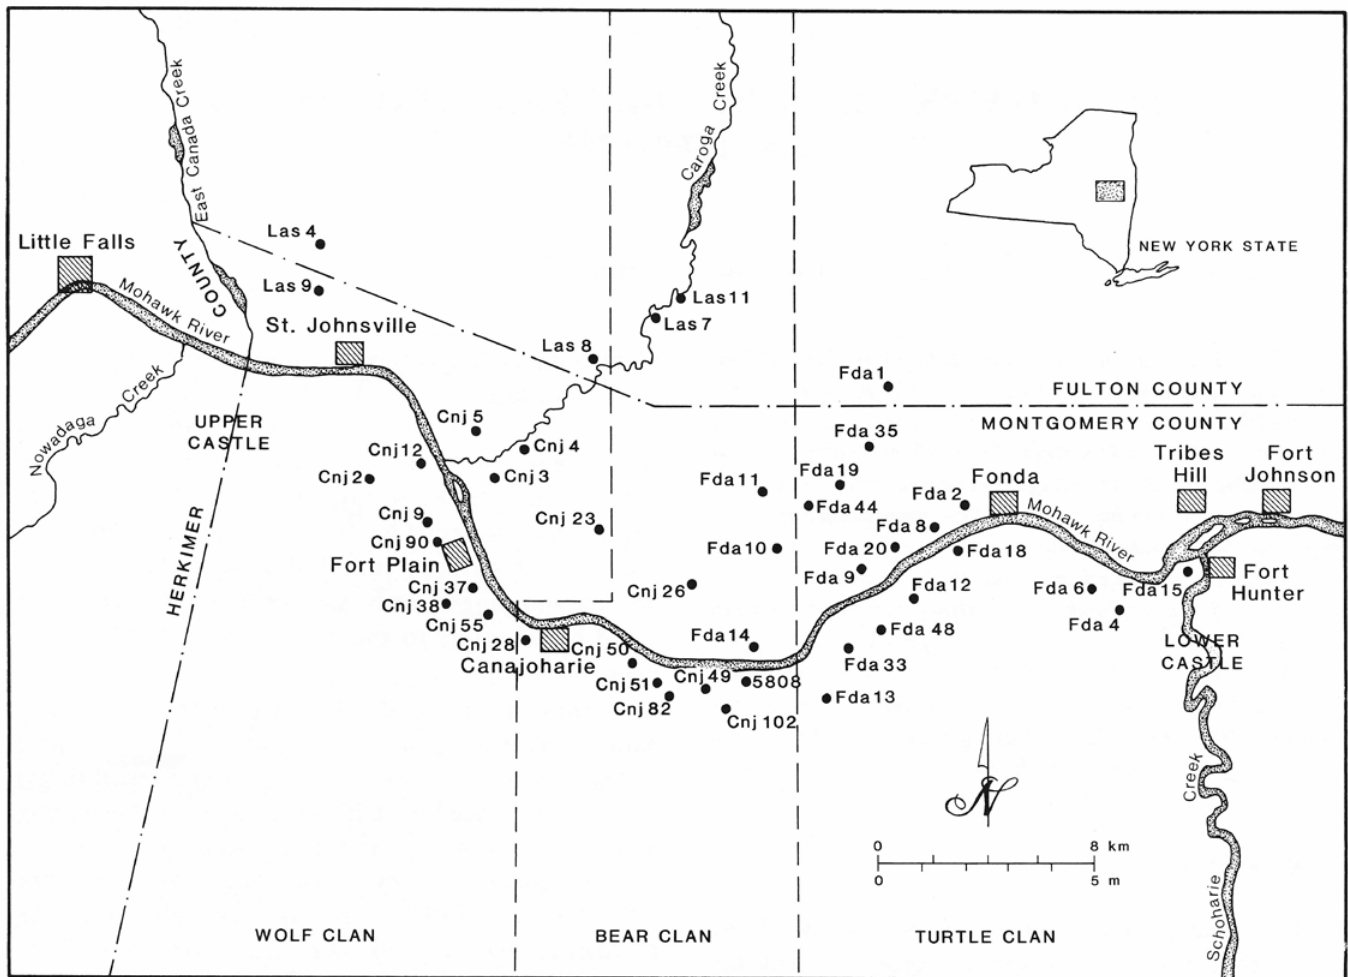 East Canada Creek
Caroga Creek
Las 4
Little Falls
NEW YORK STATE
COUNTY
Las 9
Mohawk River
Las 11
St. Johnsville
Las 7
Las 8
Fda 1
FULTON COUNTY
Nowadaga Creek
UPPER
CASTLE
Cnj 5
MONTGOMERY COUNTY
Fda 35
Cnj 4
Cnj 12
Tribes
Hill
Fort
Johnson
Cnj 2
Cnj 3
Fda 11
Fda 19
Fonda
Fda 2
Fda 44
Cnj 9
Cnj 23
Fda 8
Mohawk River
HERKIMER
Cnj 90
Fort Plain
Fda 10
Fda 20
Fda 18
Fda 9
Fort
Hunter
Cnj 37
Cnj 26
Fda 12
Fda 6
Fda 15
Cnj 38
Cnj 55
Fda 4
Cnj 28
Canajoharie
Cnj 50
Fda 14
Fda 48
LOWER
CASTLE
Fda 33
Cnj 51
Cnj 49
5808
Cnj 82
Cnj 102
Fda 13
N
Schoharie Creek
0 8 km
0 5 m
WOLF CLAN
BEAR CLAN
TURTLE CLAN